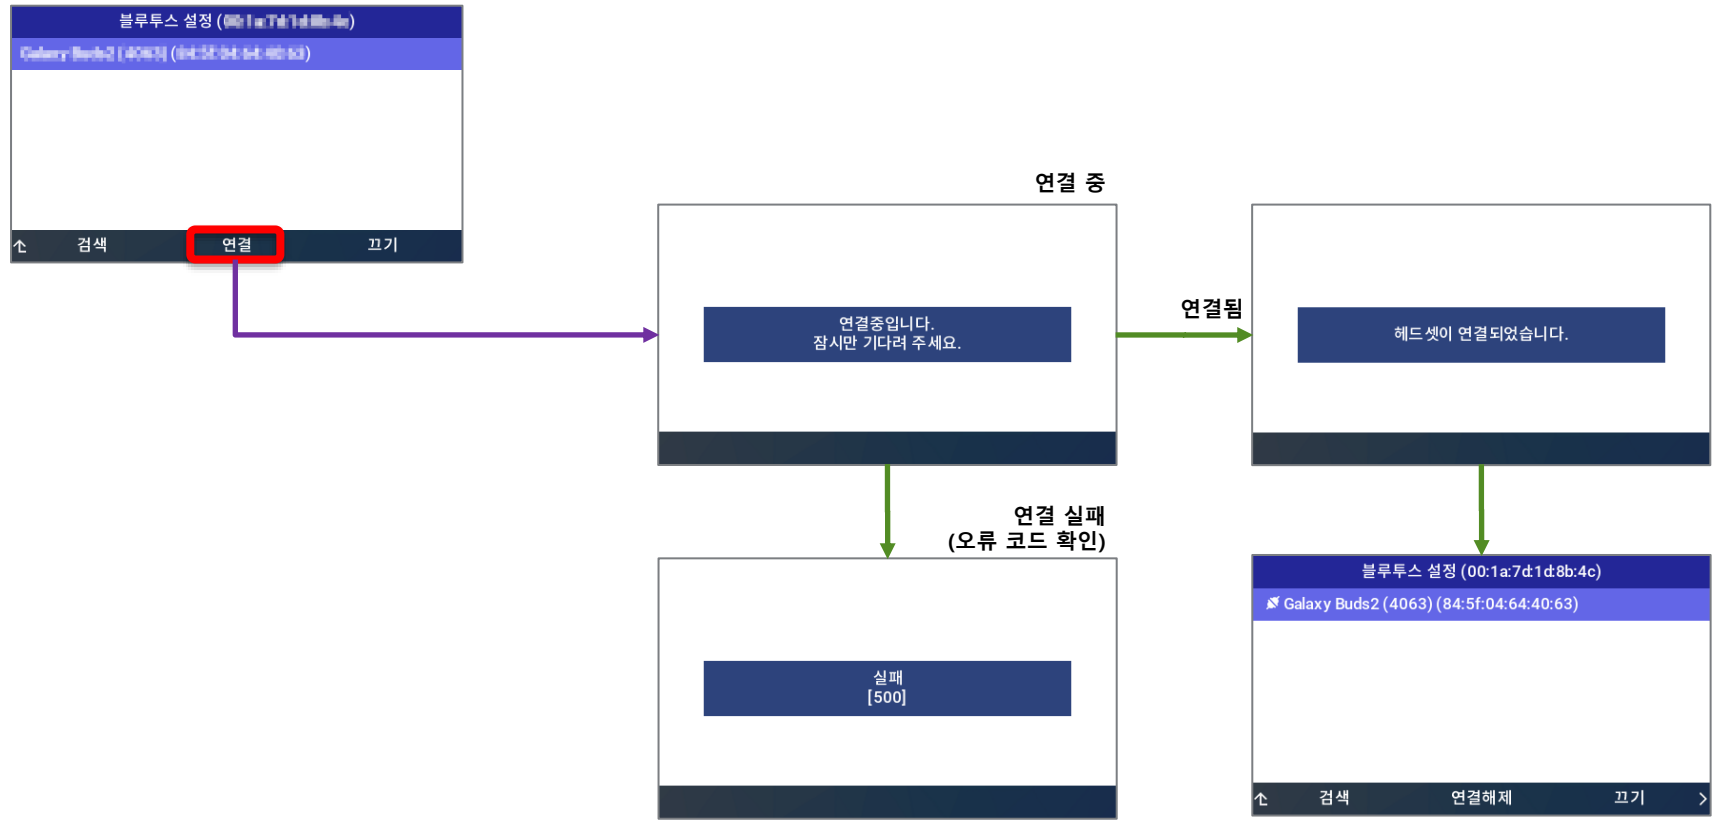 블루투스 설정 (
검색 연결 끄기
연결 중
연결중입니다.
잠시만 기다려 주세요.
연결됨
헤드셋이 연결되었습니다.
연결 실패
(오류 코드 확인)
실패
[500]
블루투스 설정 (00:1a:7d:1d:8b:4c)
Galaxy Buds2 (4063) (84:5f:04:64:40:63)
검색 연결해제 끄기